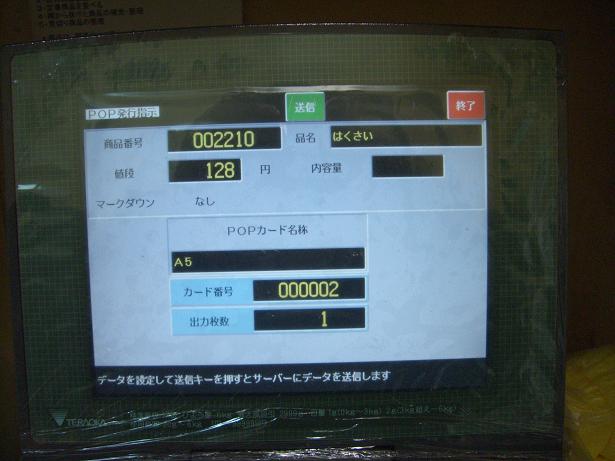 POP発行指示
送信
終了
商品番号 002210 品名 はくさい
値段 128 円 内容量
マークダウン なし
POPカード名称
A5
カード番号 000002
出力枚数 1
データを設定して送信キーを押すとサーバーにデータを送信します
TERAOKA